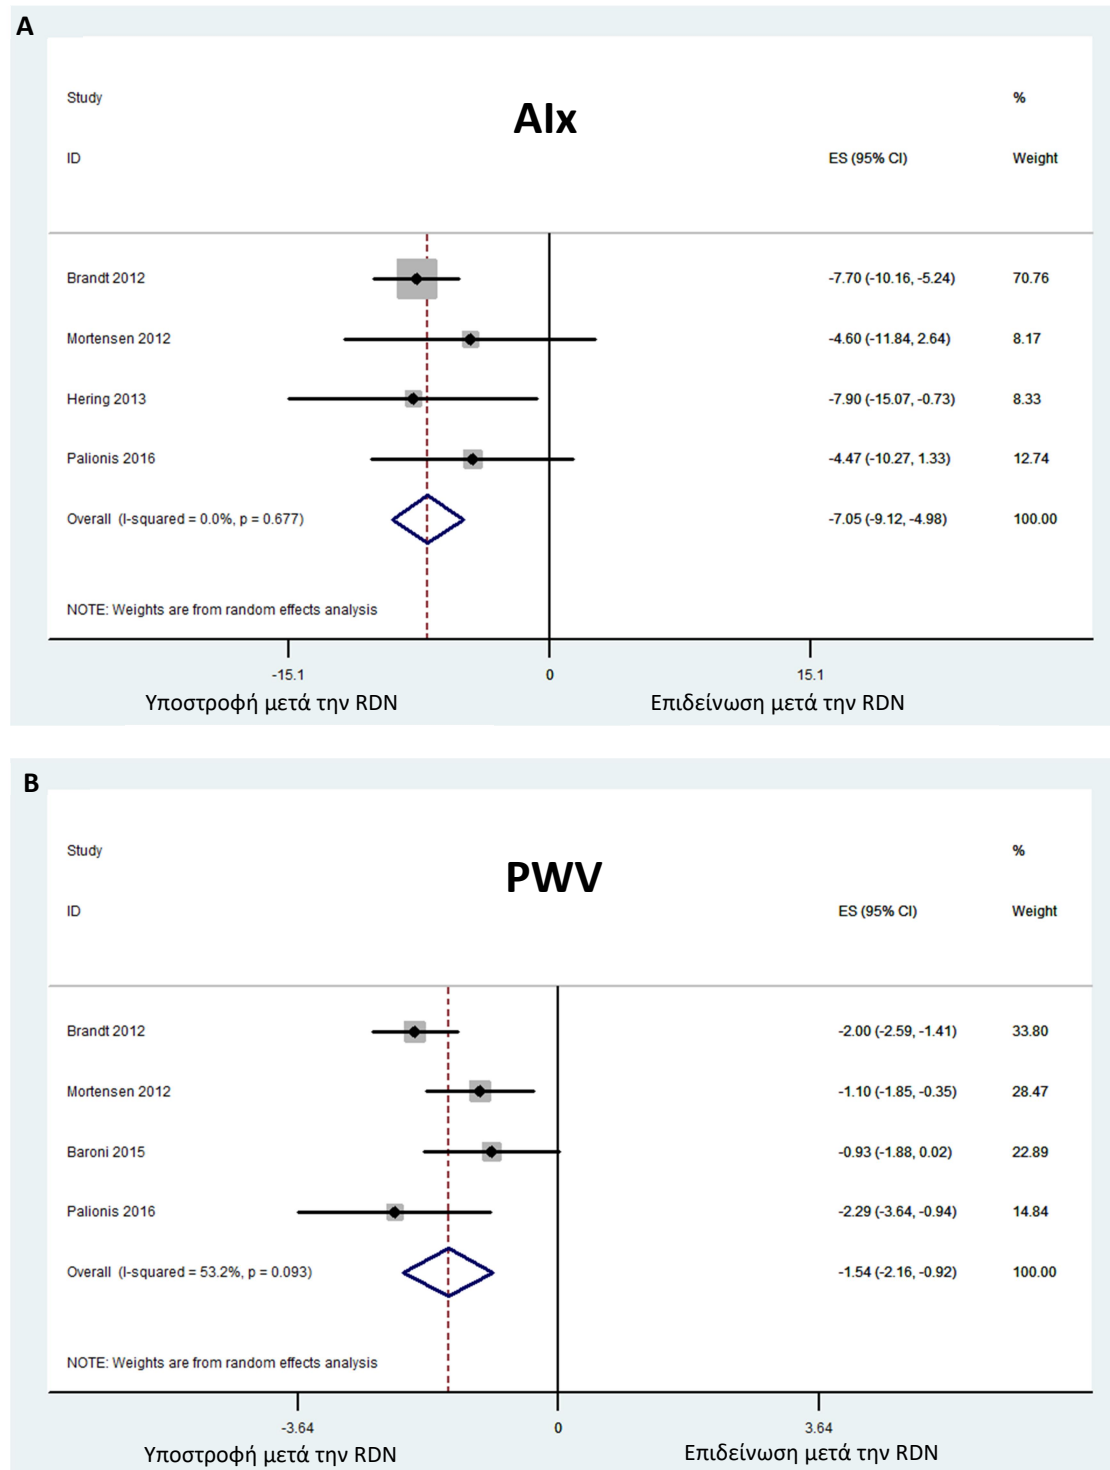 A
AIx
Study %
ID ES (95% CI) Weight
Brandt 2012 -7.70 (-10.16, -5.24) 70.76
Mortensen 2012 -4.60 (-11.84, 2.64) 8.17
Hering 2013 -7.90 (-15.07, -0.73) 8.33
Palionis 2016 -4.47 (-10.27, 1.33) 12.74
Overall (I-squared = 0.0%, p = 0.677) -7.05 (-9.12, -4.98) 100.00
NOTE: Weights are from random effects analysis
-15.1 0 15.1
Υποστροφή μετά την RDN Επιδείνωση μετά την RDN
B
PWV
Study %
ID ES (95% CI) Weight
Brandt 2012 -2.00 (-2.59, -1.41) 33.80
Mortensen 2012 -1.10 (-1.85, -0.35) 28.47
Baroni 2015 -0.93 (-1.88, 0.02) 22.89
Palionis 2016 -2.29 (-3.64, -0.94) 14.84
Overall (I-squared = 53.2%, p = 0.093) -1.54 (-2.16, -0.92) 100.00
NOTE: Weights are from random effects analysis
-3.64 0 3.64
Υποστροφή μετά την RDN Επιδείνωση μετά την RDN